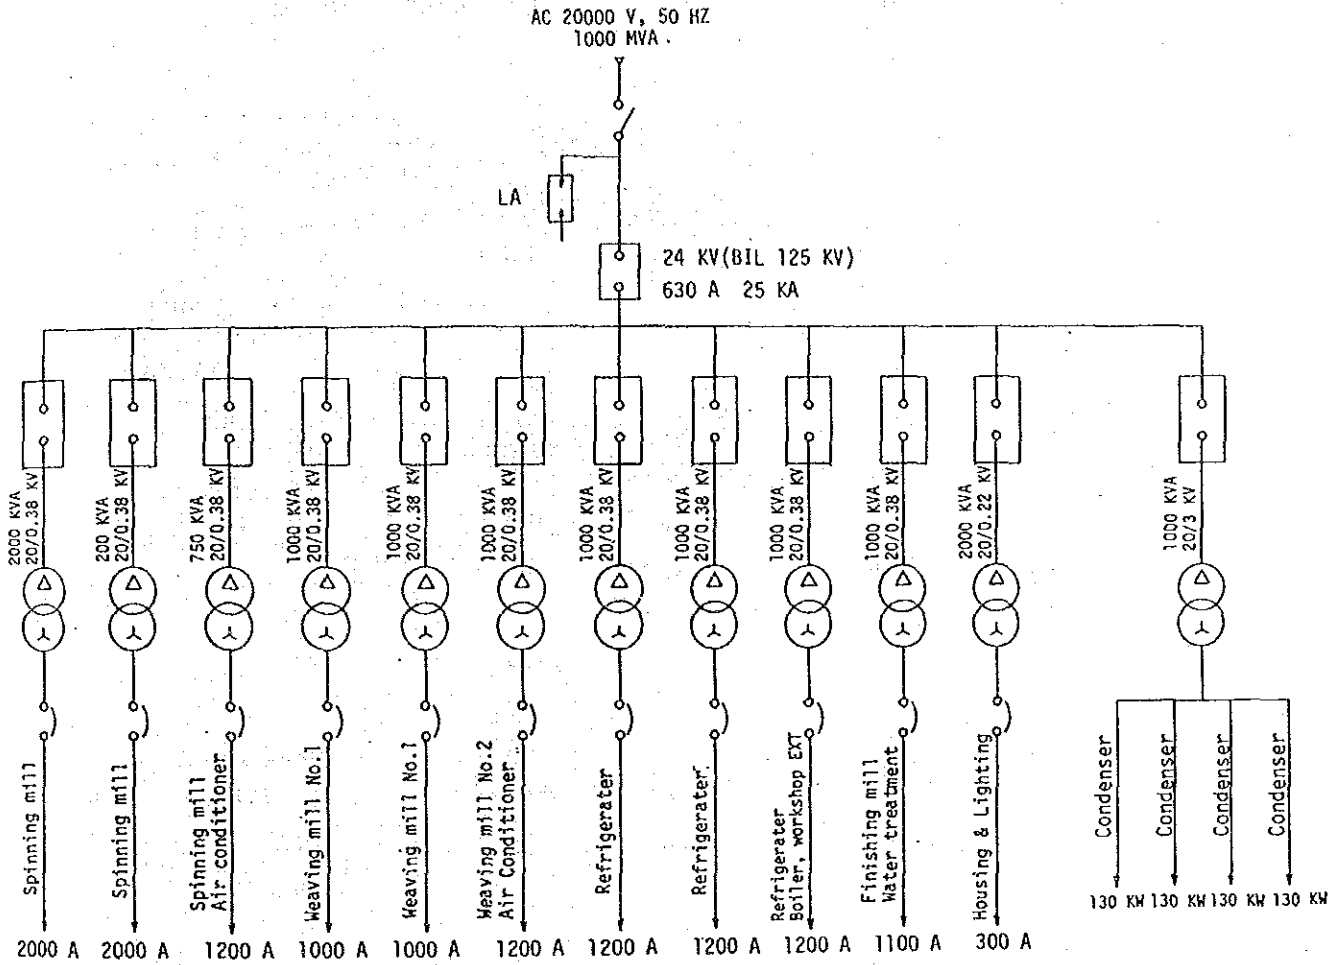 AC 20000 V, 50 HZ
1000 MVA.
LA
24 KV(BIL 125 KV)
630 A 25 KA
2000 KVA
20/0.38 KV
200 KVA
20/0.38 KV
750 KVA
20/0.38 KV
1000 KVA
20/0.38 KV
1000 KVA
20/0.38 KV
1000 KVA
20/0.38 KV
1000 KVA
20/0.38 KV
1000 KVA
20/0.38 KV
1000 KVA
20/0.38 KV
1000 KVA
20/0.38 KV
2000 KVA
20/0.22 KV
1000 KVA
20/3 KV
Spinning mill
Spinning mill
Spinning mill
Air conditioner
Weaving mill No.1
Weaving mill No.1
Weaving mill No.2
Air Conditioner
Refrigerater
Refrigerater
Refrigerater
Boiler, workshop EXT
Finishing mill
Water treatment
Housing & Lighting
Condenser
Condenser
Condenser
Condenser
130 KW 130 KW 130 KW 130 KW
2000 A 2000 A 1200 A 1000 A 1000 A 1200 A 1200 A 1200 A 1200 A 1100 A 300 A